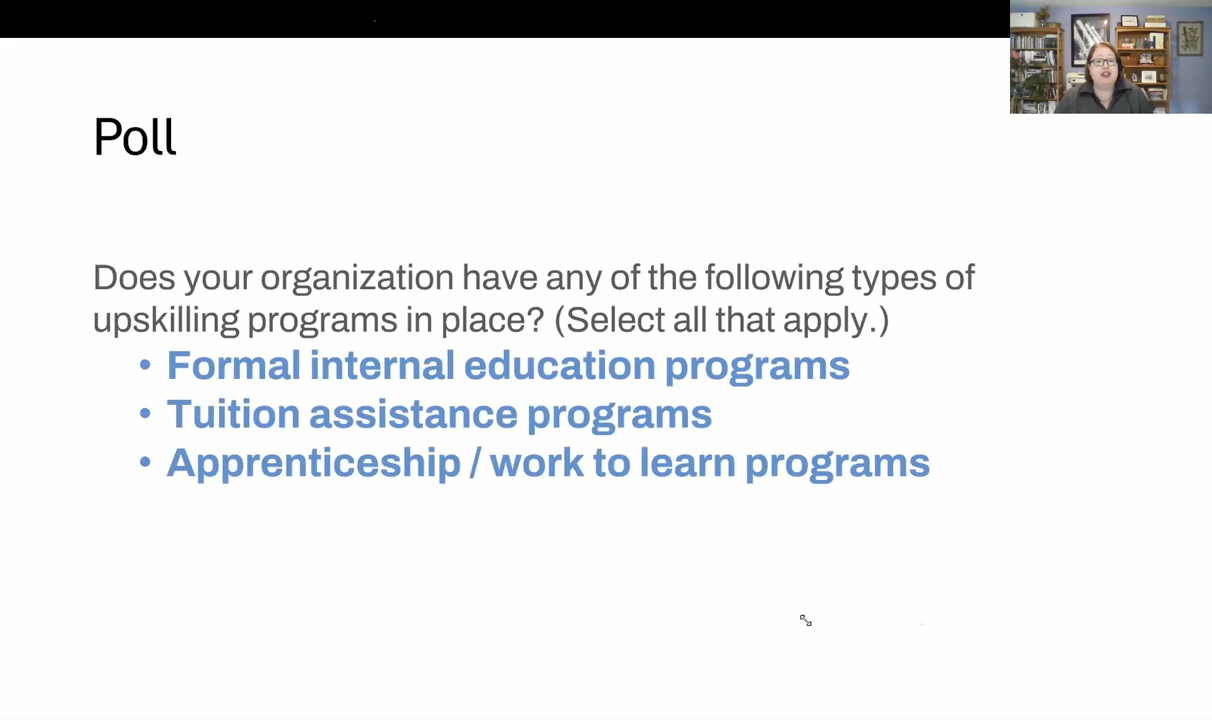 Poll
Does your organization have any of the following types of
upskilling programs in place? (Select all that apply.)
• Formal internal education programs
• Tuition assistance programs
• Apprenticeship / work to learn programs